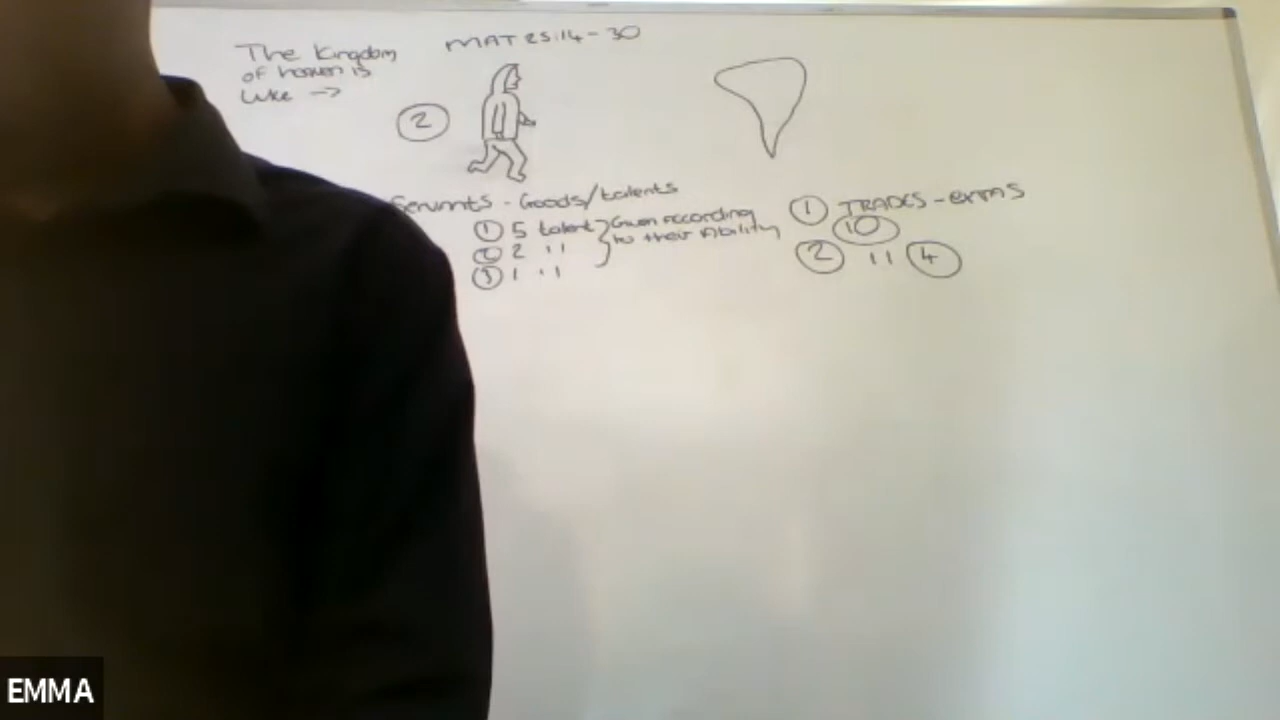 The Kingdom
of heaven is
Like →
MAT 25:14-30
2
Servants - Goods/talents
1 5 talent } Given according
2 2 " to their Ability
3 1 "
1 TRADES - earns
10
2 " 4
EMMA